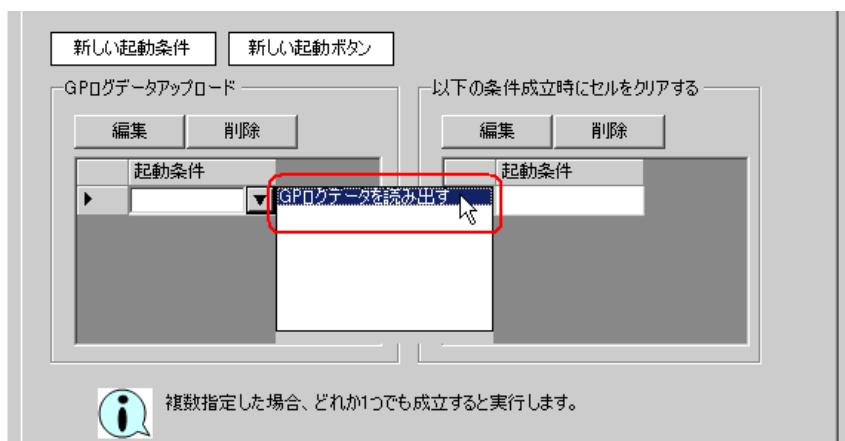 新しい起動条件 新しい起動ボタン
GPログデータアップロード 以下の条件成立時にセルをクリアする
編集 削除 編集 削除
起動条件 起動条件
GPログデータを読み出す
複数指定した場合、どれか1つでも成立すると実行します。